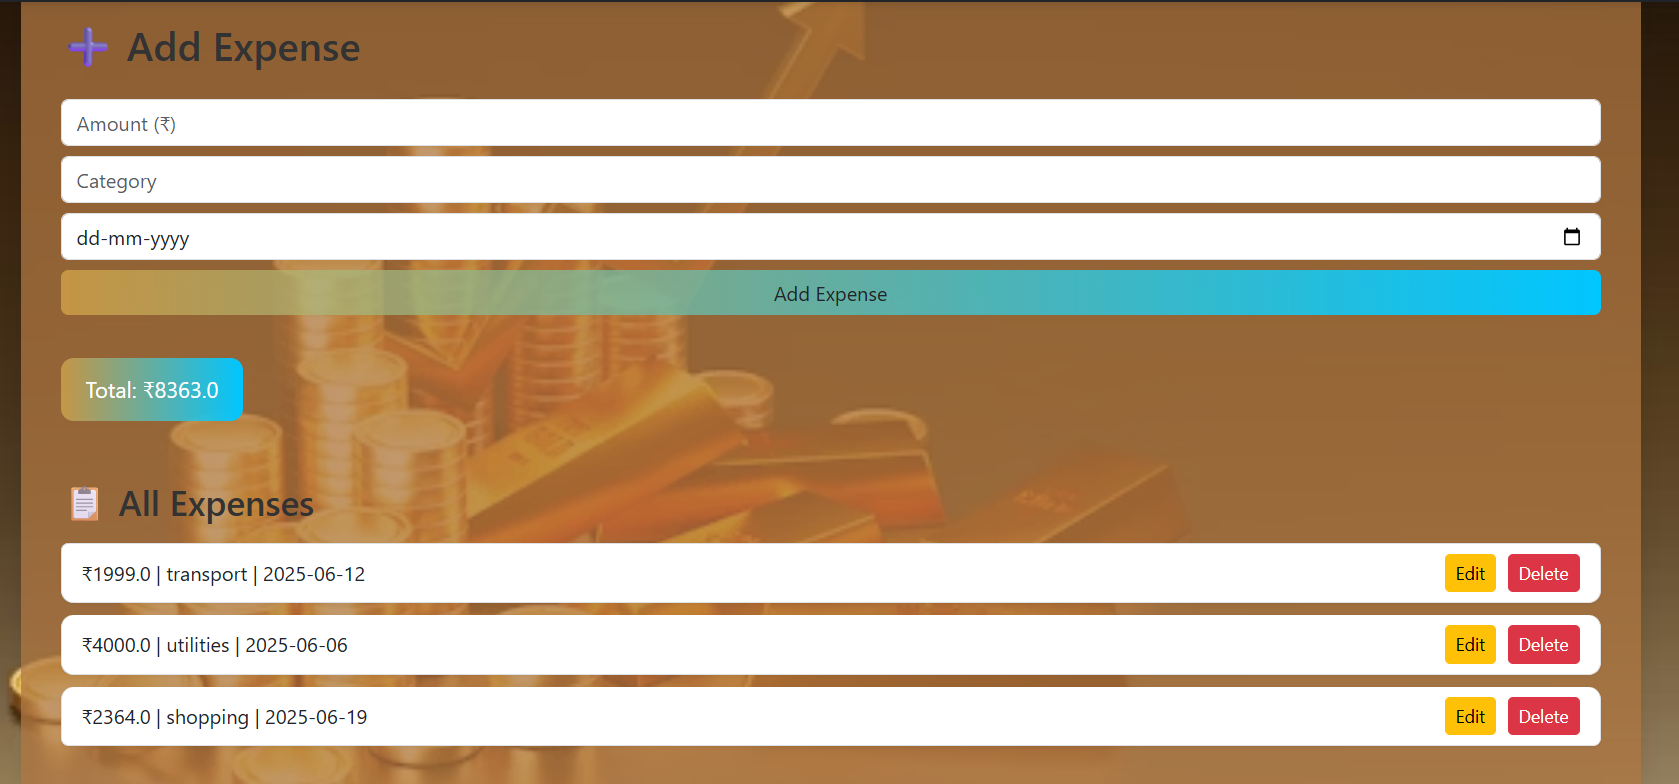 Add Expense
Amount (₹)
Category
dd-mm-yyyy
Add Expense
Total: ₹8363.0
All Expenses
₹1999.0 | transport | 2025-06-12 Edit Delete
₹4000.0 | utilities | 2025-06-06 Edit Delete
₹2364.0 | shopping | 2025-06-19 Edit Delete